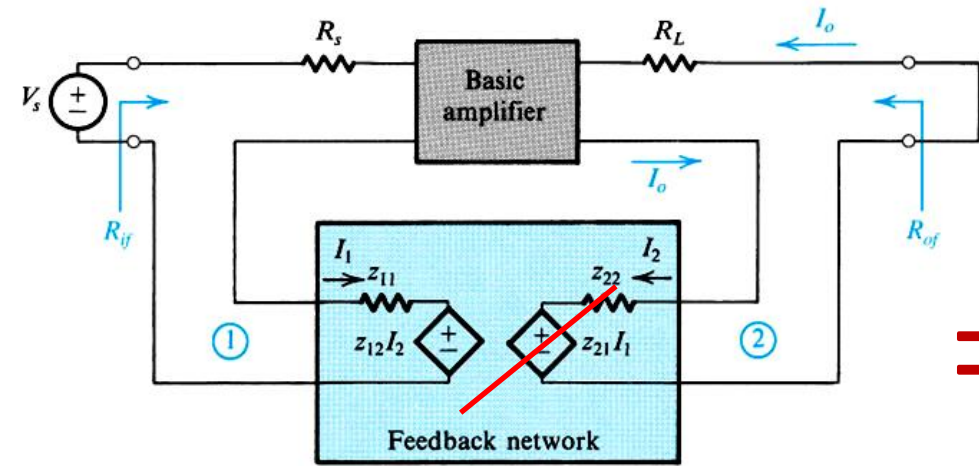 R_s
R_L
I_o
V_s
+
−
Basic
amplifier
I_o
R_if
R_of
I_1
z_11
I_2
z_22
1
z_12 I_2
+
−
+
−
z_21 I_1
2
Feedback network